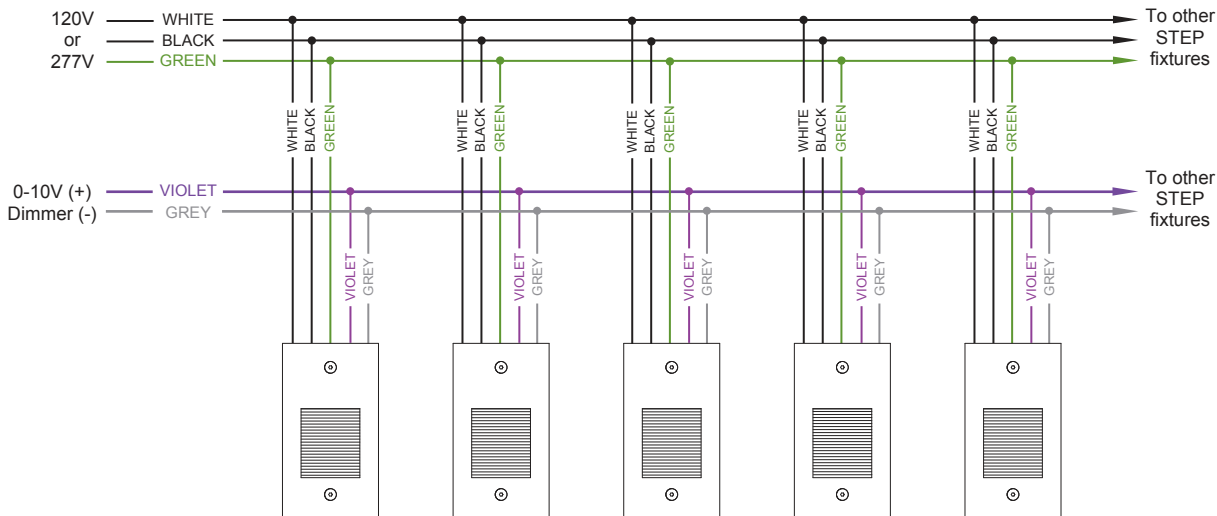 120V
or
277V
WHITE
BLACK
GREEN
To other
STEP
fixtures
WHITE
BLACK
GREEN
WHITE
BLACK
GREEN
WHITE
BLACK
GREEN
WHITE
BLACK
GREEN
WHITE
BLACK
GREEN
0-10V (+)
Dimmer (-)
VIOLET
GREY
To other
STEP
fixtures
VIOLET
GREY
VIOLET
GREY
VIOLET
GREY
VIOLET
GREY
VIOLET
GREY